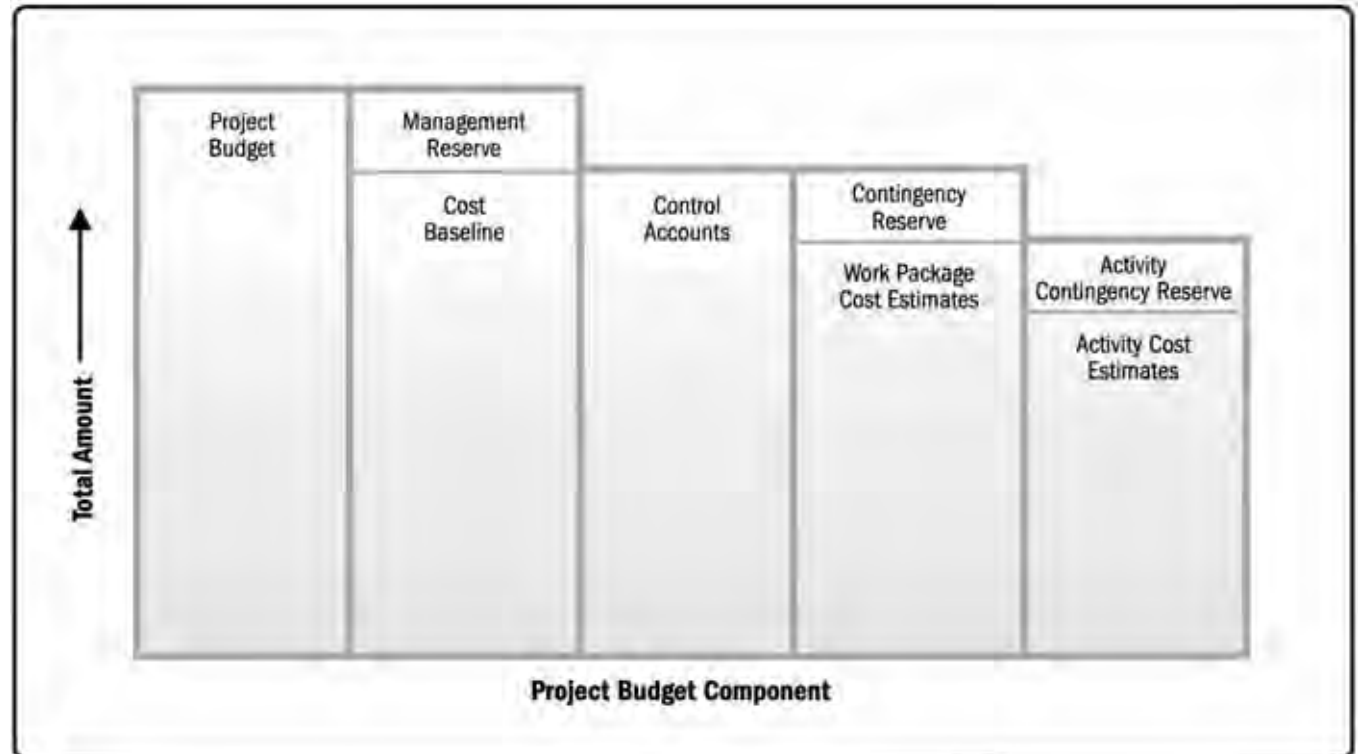 Project
Budget
Management
Reserve
Cost
Baseline
Control
Accounts
Contingency
Reserve
Work Package
Cost Estimates
Activity
Contingency Reserve
Activity Cost
Estimates
Total Amount
Project Budget Component